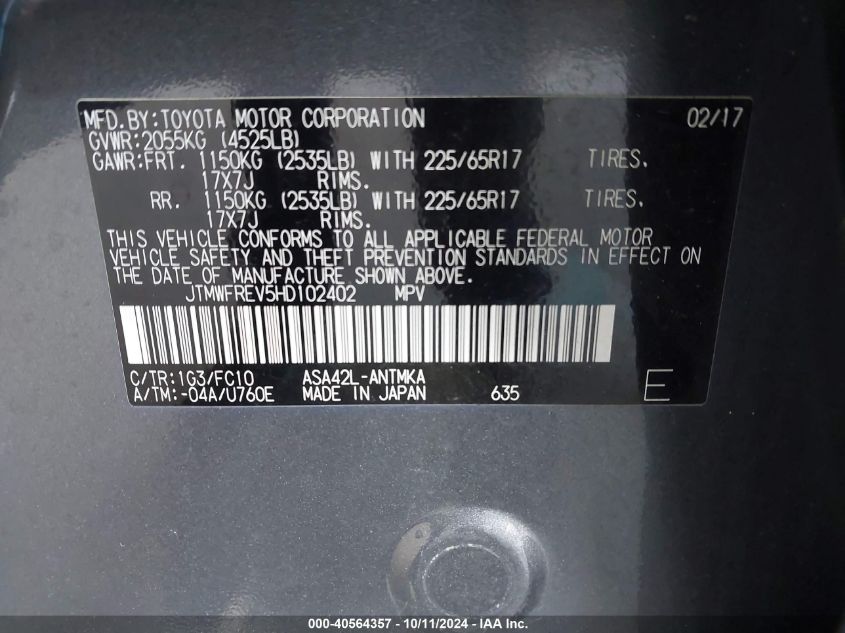 MFD.BY:TOYOTA MOTOR CORPORATION 02/17
GVWR:2055KG (4525LB)
GAWR:FRT. 1150KG (2535LB) WITH 225/65R17 TIRES,
17X7J RIMS.
RR. 1150KG (2535LB) WITH 225/65R17 TIRES,
17X7J RIMS.
THIS VEHICLE CONFORMS TO ALL APPLICABLE FEDERAL MOTOR
VEHICLE SAFETY AND THEFT PREVENTION STANDARDS IN EFFECT ON
THE DATE OF MANUFACTURE SHOWN ABOVE.
JTMWFREV5HD102402 MPV
C/TR:1G3/FC10 ASA42L-ANTMKA
A/TM:-04A/U760E MADE IN JAPAN 635 E
000-40564357 - 10/11/2024 - IAA Inc.